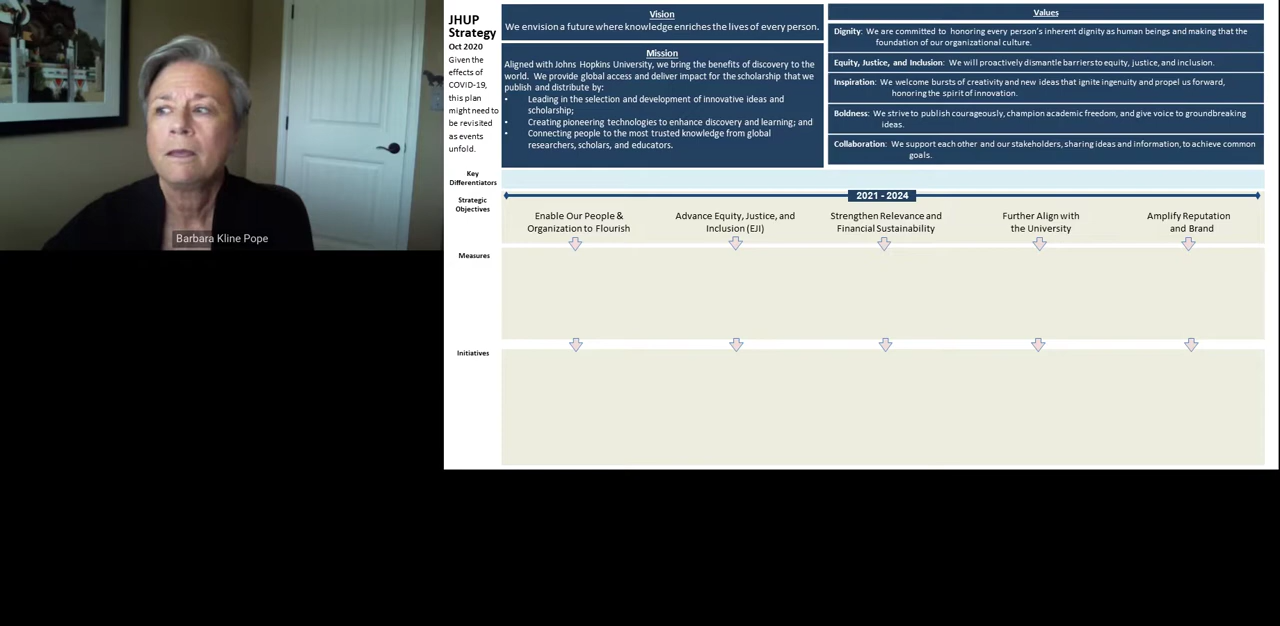 JHUP
Strategy
Oct 2020
Given the
effects of
COVID-19,
this plan
might need to
be revisited
as events
unfold.
Vision
We envision a future where knowledge enriches the lives of every person.
Mission
Aligned with Johns Hopkins University, we bring the benefits of discovery to the
world. We provide global access and deliver impact for the scholarship that we
publish and distribute by:
• Leading in the selection and development of innovative ideas and
scholarship;
• Creating pioneering technologies to enhance discovery and learning; and
• Connecting people to the most trusted knowledge from global
researchers, scholars, and educators.
Values
Dignity: We are committed to honoring every person's inherent dignity as human beings and making that the
foundation of our organizational culture.
Equity, Justice, and Inclusion: We will proactively dismantle barriers to equity, justice, and inclusion.
Inspiration: We welcome bursts of creativity and new ideas that ignite ingenuity and propel us forward,
honoring the spirit of innovation.
Boldness: We strive to publish courageously, champion academic freedom, and give voice to groundbreaking
ideas.
Collaboration: We support each other and our stakeholders, sharing ideas and information, to achieve common
goals.
Key
Differentiators
Strategic
Objectives
2021 - 2024
Enable Our People &
Organization to Flourish
Advance Equity, Justice, and
Inclusion (EJI)
Strengthen Relevance and
Financial Sustainability
Further Align with
the University
Amplify Reputation
and Brand
Measures
Initiatives
Barbara Kline Pope